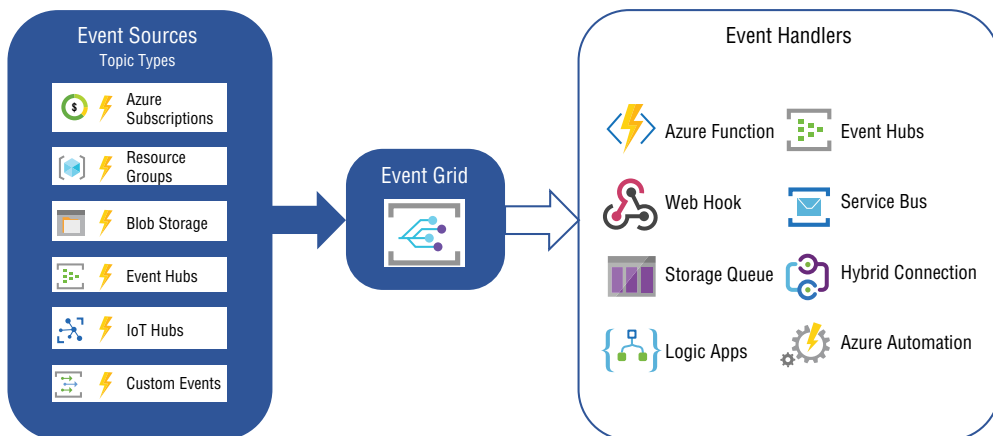 Event Sources
Topic Types
Azure
Subscriptions
Resource
Groups
Blob Storage
Event Hubs
IoT Hubs
Custom Events
Event Grid
Event Handlers
Azure Function
Event Hubs
Web Hook
Service Bus
Storage Queue
Hybrid Connection
Logic Apps
Azure Automation